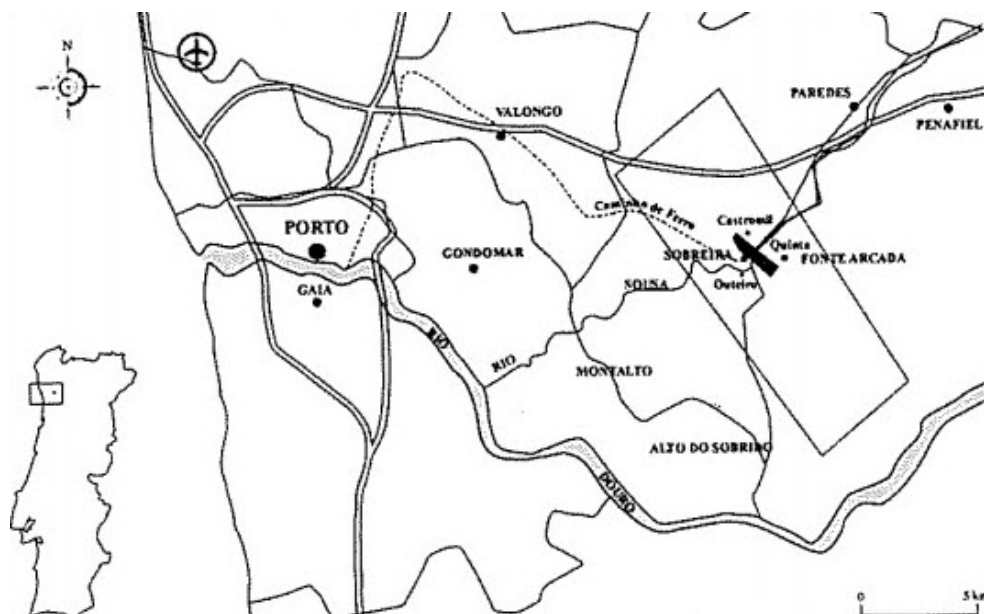 N
VALONGO
PAREDES
PENAFIEL
Caminho de Ferro
Castromil
PORTO
GONDOMAR
SOBREIRA
Quinta
FONTE ARCADA
GAIA
SOUSA
Outeiro
RIO
RIO
MONTALTO
ALTO DO SOBRIDO
DOURO
0
5 km